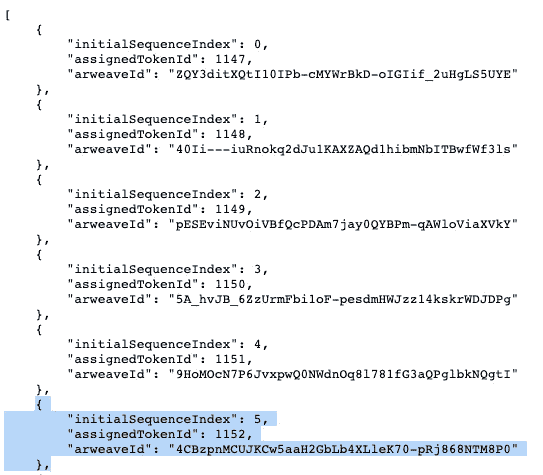 [
{
"initialSequenceIndex": 0,
"assignedTokenId": 1147,
"arweaveId": "ZQY3ditXQtI10IPb-cMYWrBkD-oIGIif_2uHgLS5UYE"
},
{
"initialSequenceIndex": 1,
"assignedTokenId": 1148,
"arweaveId": "40Ii---iuRnokq2dJu1KAXZAQd1hibmNbITBwfWf3ls"
},
{
"initialSequenceIndex": 2,
"assignedTokenId": 1149,
"arweaveId": "pESEviNUvOiVBfQcPDAm7jay0QYBPm-qAWloViaXVkY"
},
{
"initialSequenceIndex": 3,
"assignedTokenId": 1150,
"arweaveId": "5A_hvJB_6ZzUrmFbi1oF-pesdmHWJzz14kskrWDJDPg"
},
{
"initialSequenceIndex": 4,
"assignedTokenId": 1151,
"arweaveId": "9HoMOcN7P6JvxpwQ0NWdnOq8l781fG3aQPglbkNQgtI"
},
{
"initialSequenceIndex": 5,
"assignedTokenId": 1152,
"arweaveId": "4CBzpnMCUJKCw5aaH2GbLb4XLleK70-pRj868NTM8P0"
},